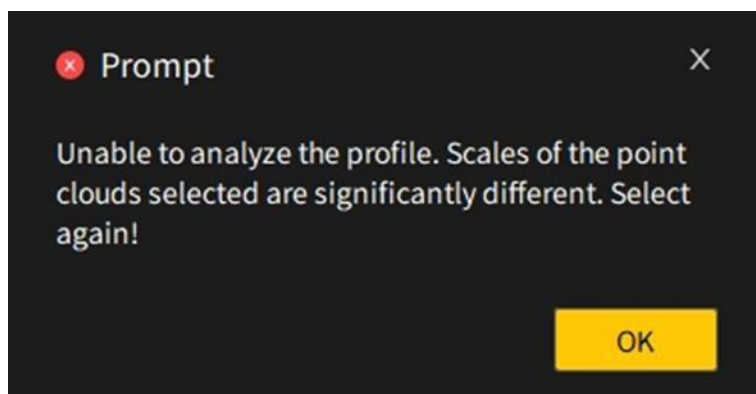 Prompt
X
Unable to analyze the profile. Scales of the point
clouds selected are significantly different. Select
again!
OK